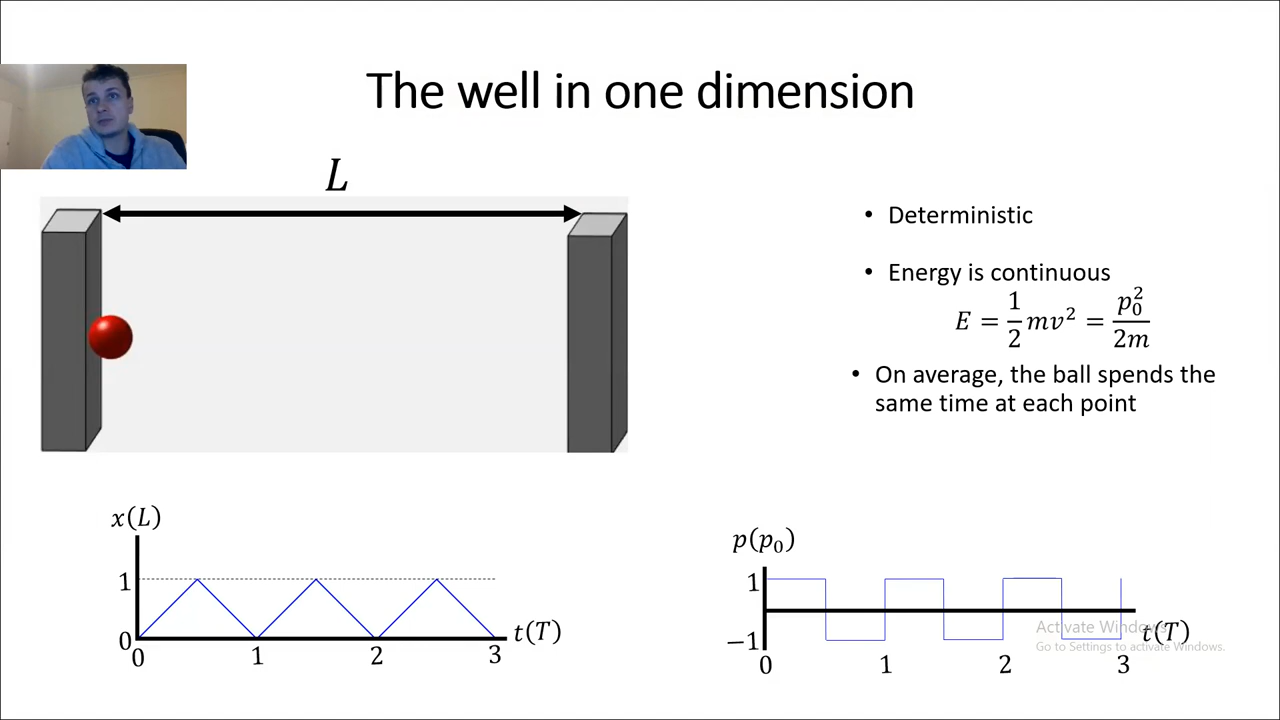 The well in one dimension
L
• Deterministic
• Energy is continuous
E = 1/2 mv² = p₀²/2m
• On average, the ball spends the
same time at each point
x(L)
1
0
0 1 2 3
t(T)
p(p₀)
1
−1
0 1 2 3
t(T)
Activate Windows
Go to Settings to activate Windows.